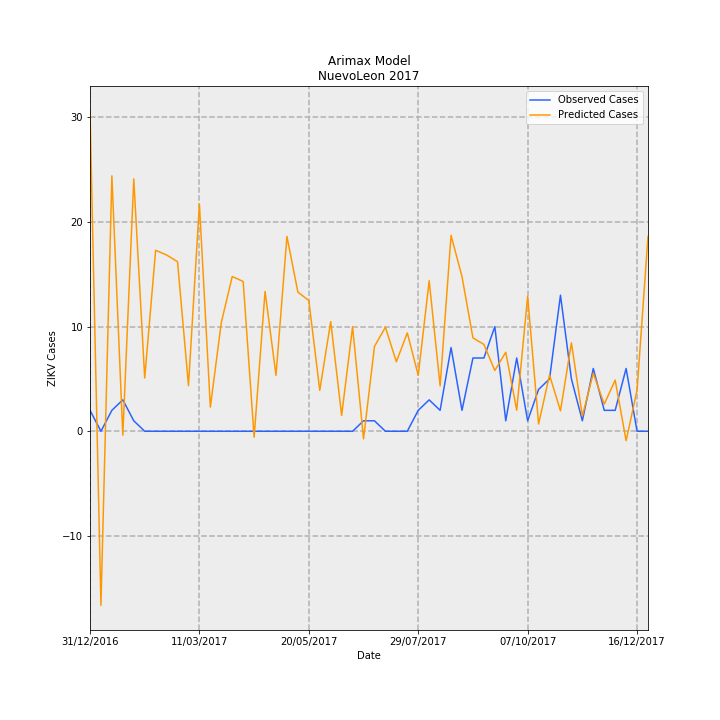 Arimax Model
NuevoLeon 2017
Observed Cases
Predicted Cases
30
20
10
0
−10
ZIKV Cases
31/12/2016
11/03/2017
20/05/2017
29/07/2017
07/10/2017
16/12/2017
Date